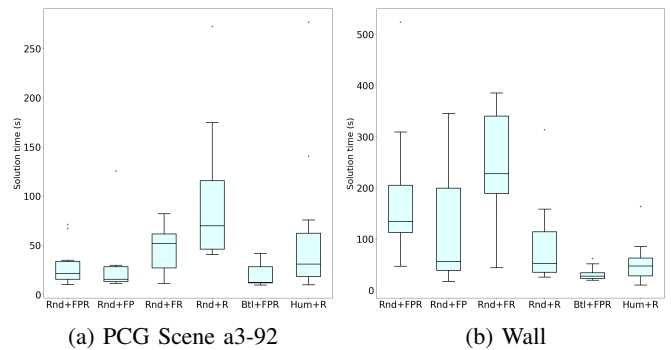 250
200
150
100
50
0
Solution time (s)
Rnd+FPR Rnd+FP Rnd+FR Rnd+R Btl+FPR Hum+R
(a) PCG Scene a3-92
500
400
300
200
100
0
Solution time (s)
Rnd+FPR Rnd+FP Rnd+FR Rnd+R Btl+FPR Hum+R
(b) Wall